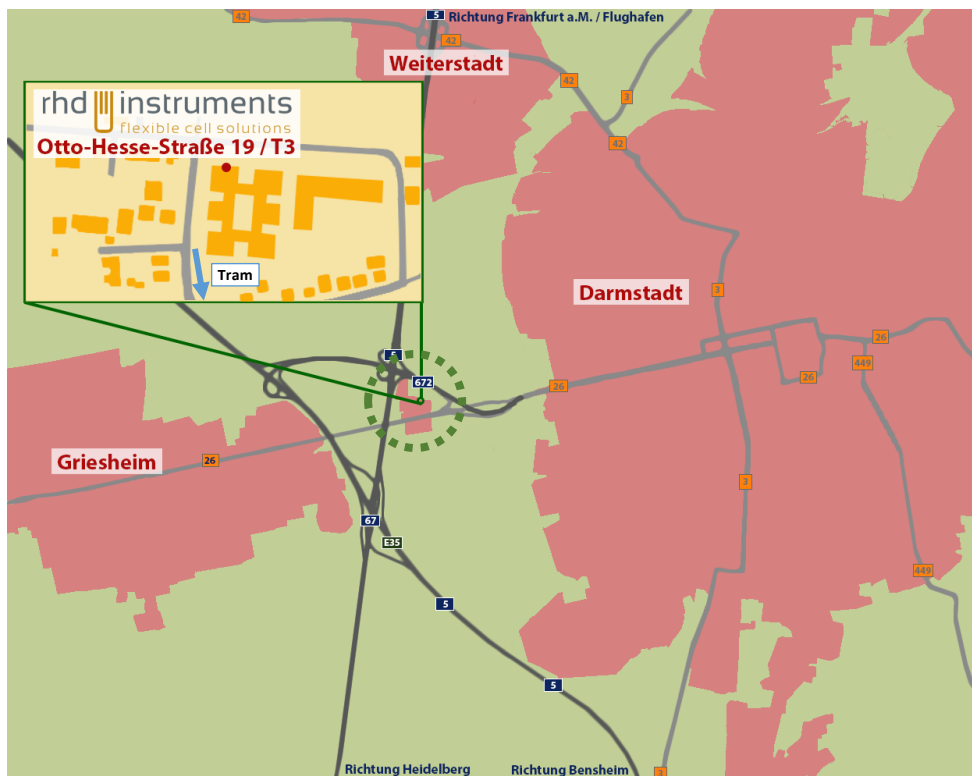 42
5 Richtung Frankfurt a.M. / Flughafen
42
Weiterstadt
42
3
rhd instruments
flexible cell solutions
Otto-Hesse-Straße 19 / T3
42
Tram
Darmstadt
3
26
449
5
672
26
26
Griesheim
26
3
67
E35
449
5
5
Richtung Heidelberg
Richtung Bensheim
3